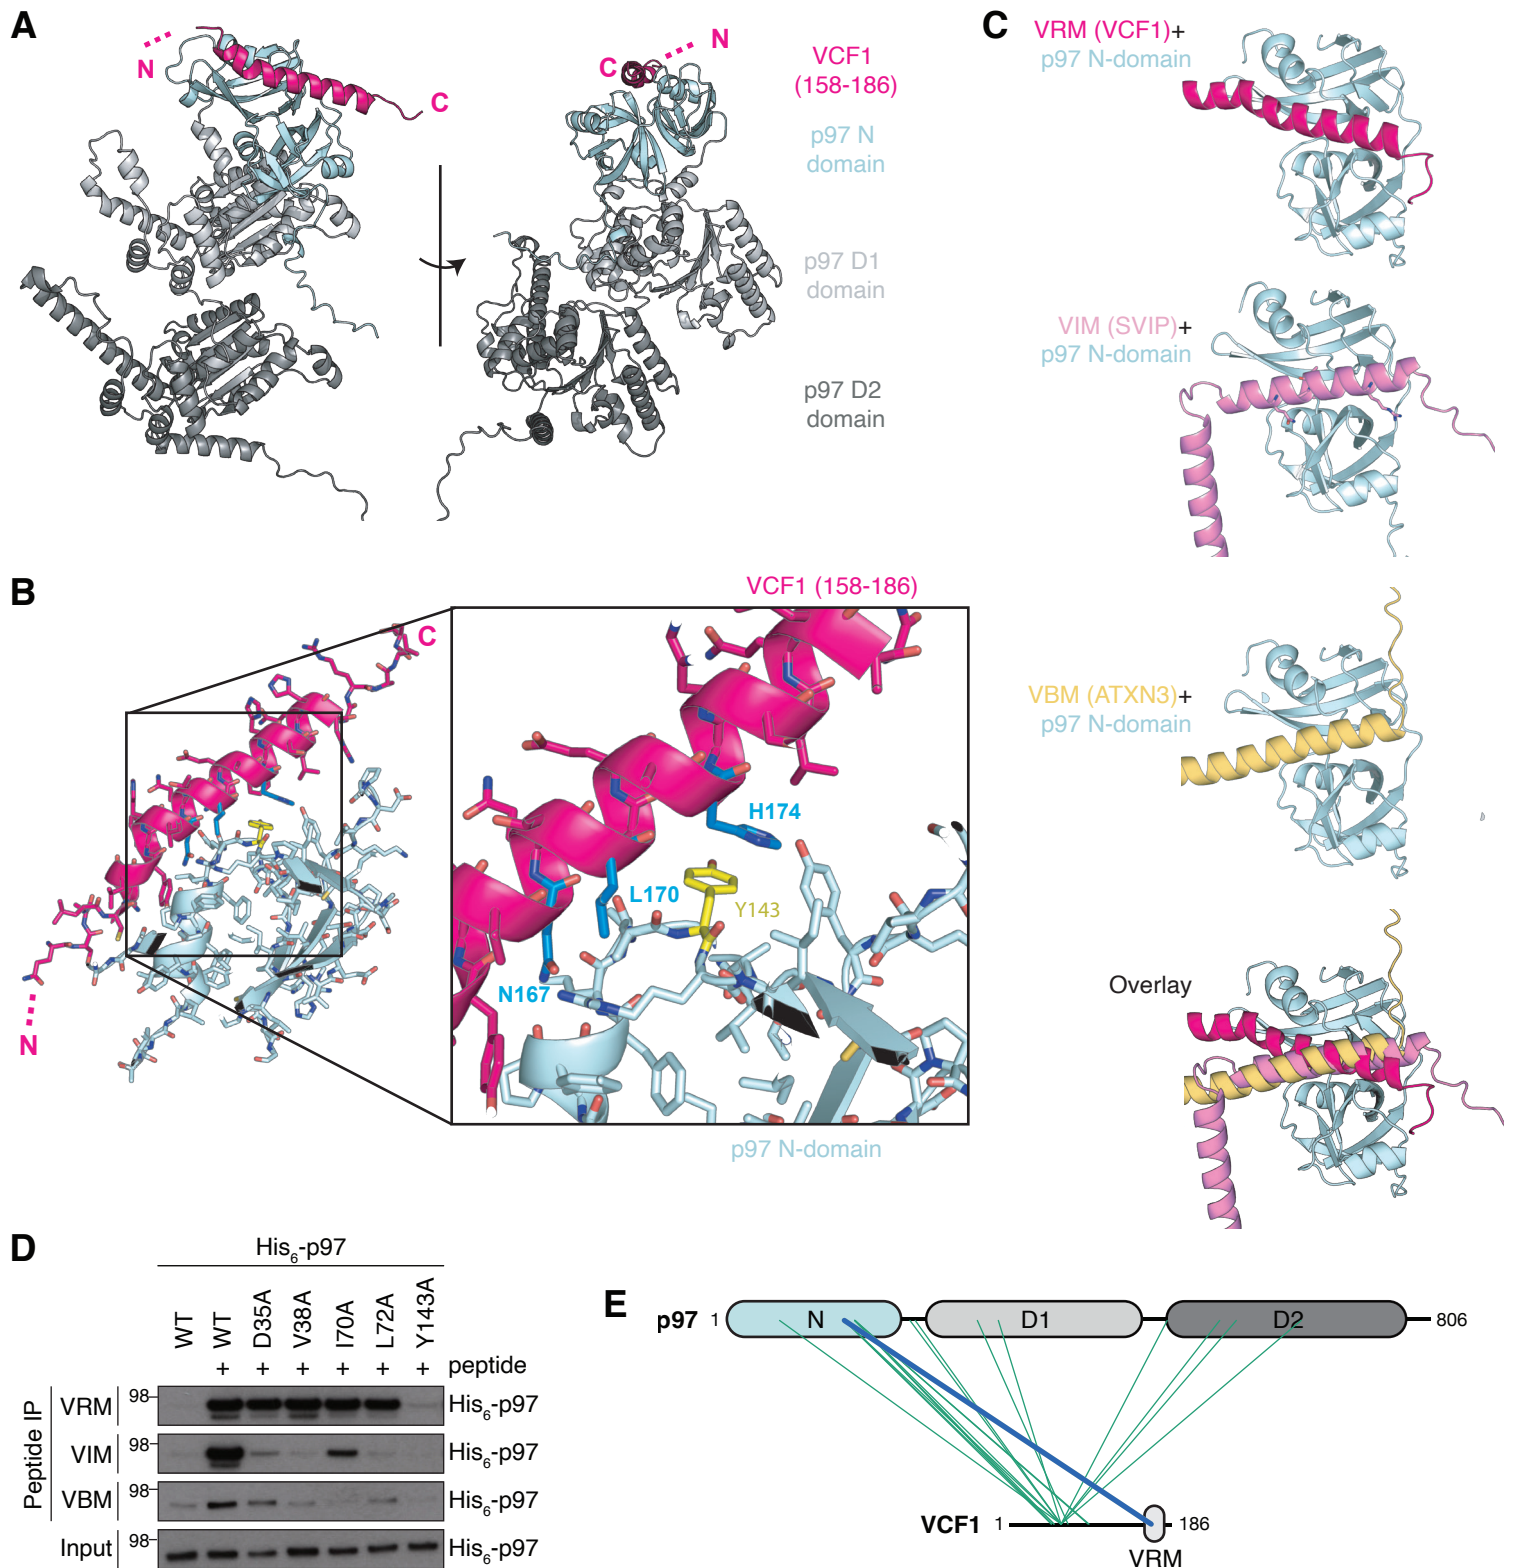 A
N
C
C
N
VCF1
(158-186)
p97 N
domain
p97 D1
domain
p97 D2
domain
B
VCF1 (158-186)
C
N
H174
L170
Y143
N167
p97 N-domain
C
VRM (VCF1)+
p97 N-domain
VIM (SVIP)+
p97 N-domain
VBM (ATXN3)+
p97 N-domain
Overlay
D
His6-p97
WT WT D35A V38A I70A L72A Y143A
+ + + + + + peptide
Peptide IP
VRM 98 His6-p97
VIM 98 His6-p97
VBM 98 His6-p97
Input 98 His6-p97
E
p97 1 N D1 D2 806
VCF1 1 186
VRM